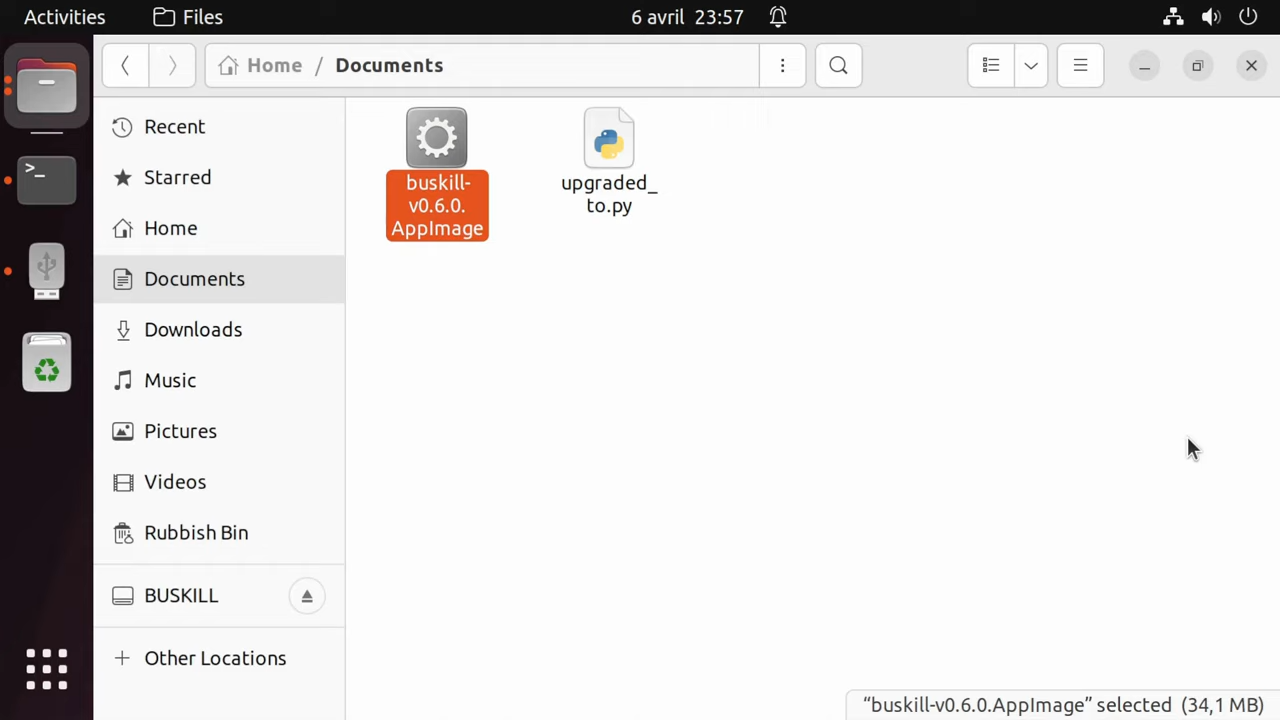 Activities
Files
6 avril 23:57
Home / Documents
Recent
Starred
Home
Documents
Downloads
Music
Pictures
Videos
Rubbish Bin
BUSKILL
+ Other Locations
buskill-
v0.6.0.
AppImage
upgraded_
to.py
>_
“buskill-v0.6.0.AppImage” selected (34,1 MB)